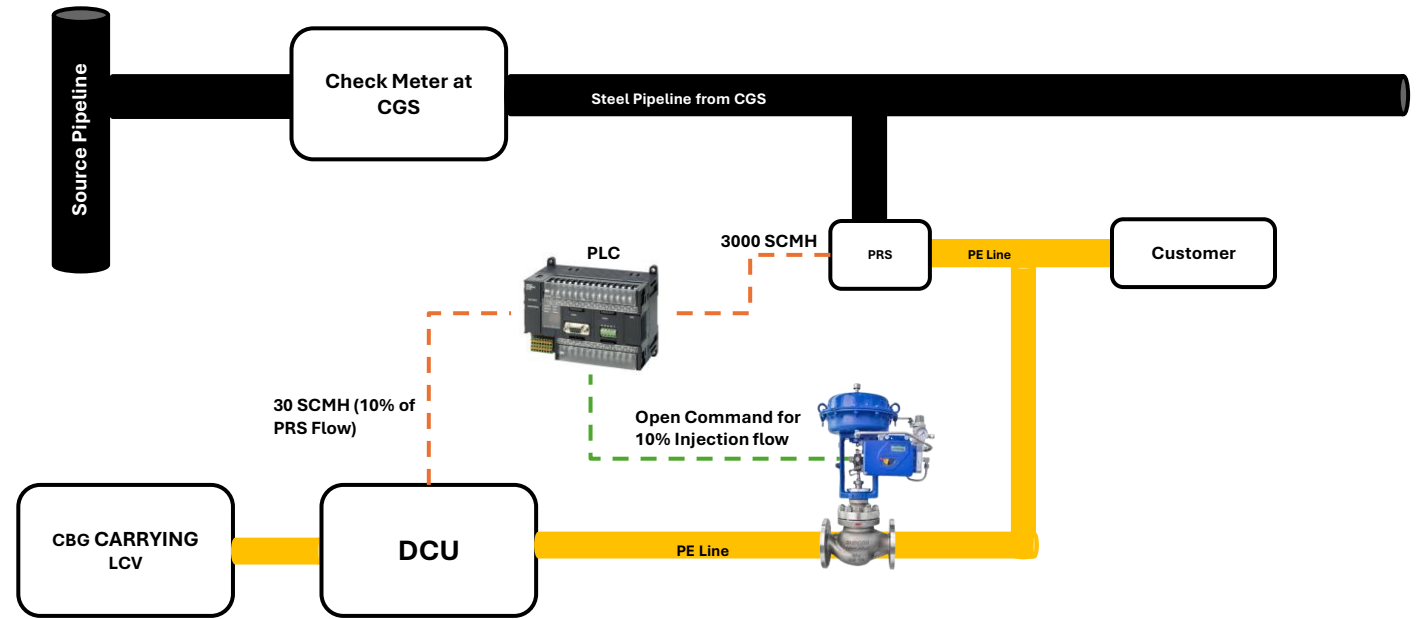 Source Pipeline
Check Meter at
CGS
Steel Pipeline from CGS
PLC
3000 SCMH
PRS
PE Line
Customer
30 SCMH (10% of
PRS Flow)
Open Command for
10% Injection flow
CBG CARRYING
LCV
DCU
PE Line